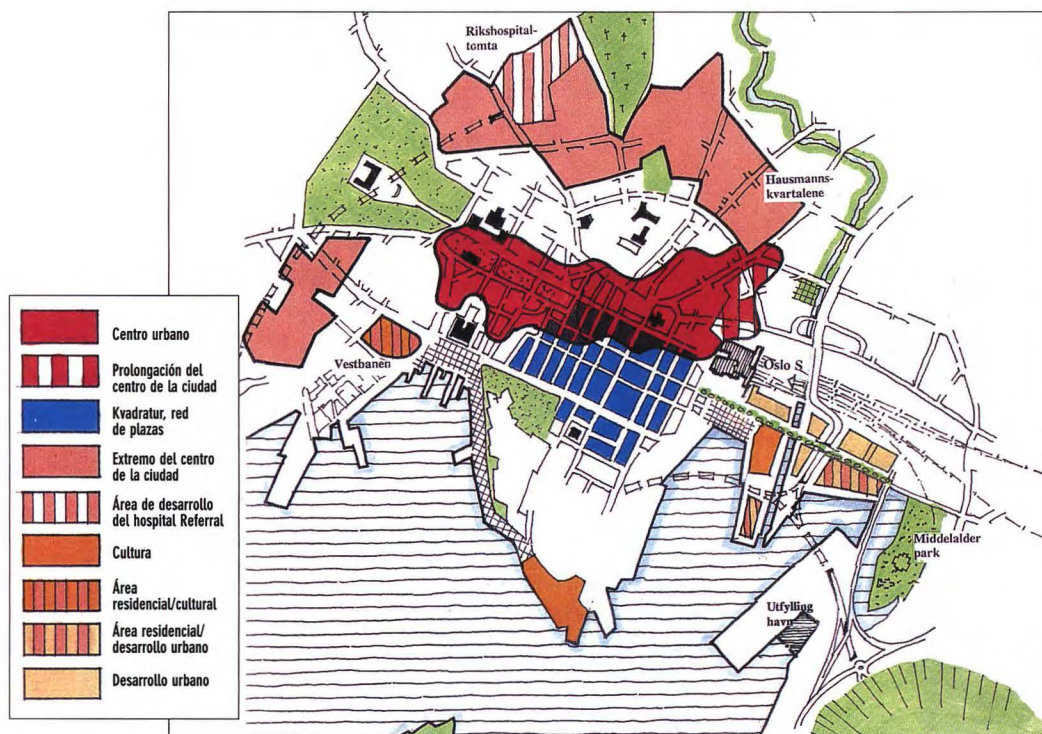 Rikshospital-
tomta
Hausmanns-
kvartalene
Vestbanen
Oslo S
Middelalder
park
Utfylling
havn
Centro urbano
Prolongación del
centro de la ciudad
Kvadratur, red
de plazas
Extremo del centro
de la ciudad
Área de desarrollo
del hospital Referral
Cultura
Área
residencial/cultural
Área residencial/
desarrollo urbano
Desarrollo urbano